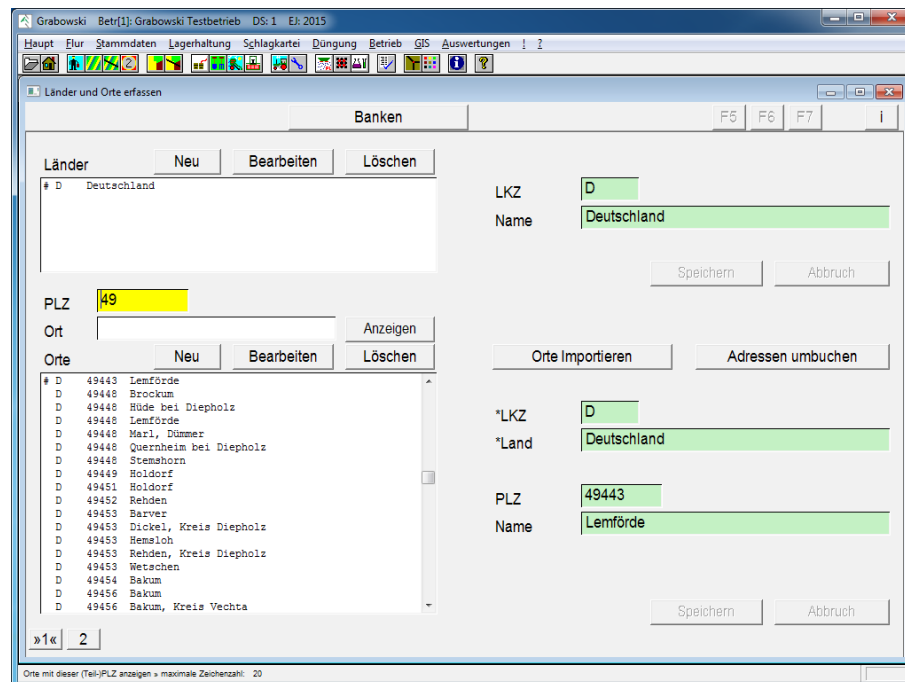 Grabowski Betr[1]: Grabowski Testbetrieb DS: 1 EJ: 2015
Haupt Flur Stammdaten Lagerhaltung Schlagkartei Düngung Betrieb GIS Auswertungen ! ?
Länder und Orte erfassen
Banken F5 F6 F7 i
Länder Neu Bearbeiten Löschen
# D Deutschland
LKZ D
Name Deutschland
Speichern Abbruch
PLZ 49
Ort Anzeigen
Orte Neu Bearbeiten Löschen
Orte Importieren Adressen umbuchen
# D 49443 Lemförde
D 49448 Brockum
D 49448 Hüde bei Diepholz
D 49448 Lemförde
D 49448 Marl, Dümmer
D 49448 Quernheim bei Diepholz
D 49448 Stemshorn
D 49449 Holdorf
D 49451 Holdorf
D 49452 Rehden
D 49453 Barver
D 49453 Dickel, Kreis Diepholz
D 49453 Hemsloh
D 49453 Rehden, Kreis Diepholz
D 49453 Wetschen
D 49454 Bakum
D 49456 Bakum
D 49456 Bakum, Kreis Vechta
*LKZ D
*Land Deutschland
PLZ 49443
Name Lemförde
Speichern Abbruch
»1« 2
Orte mit dieser (Teil-)PLZ anzeigen » maximale Zeichenzahl: 20